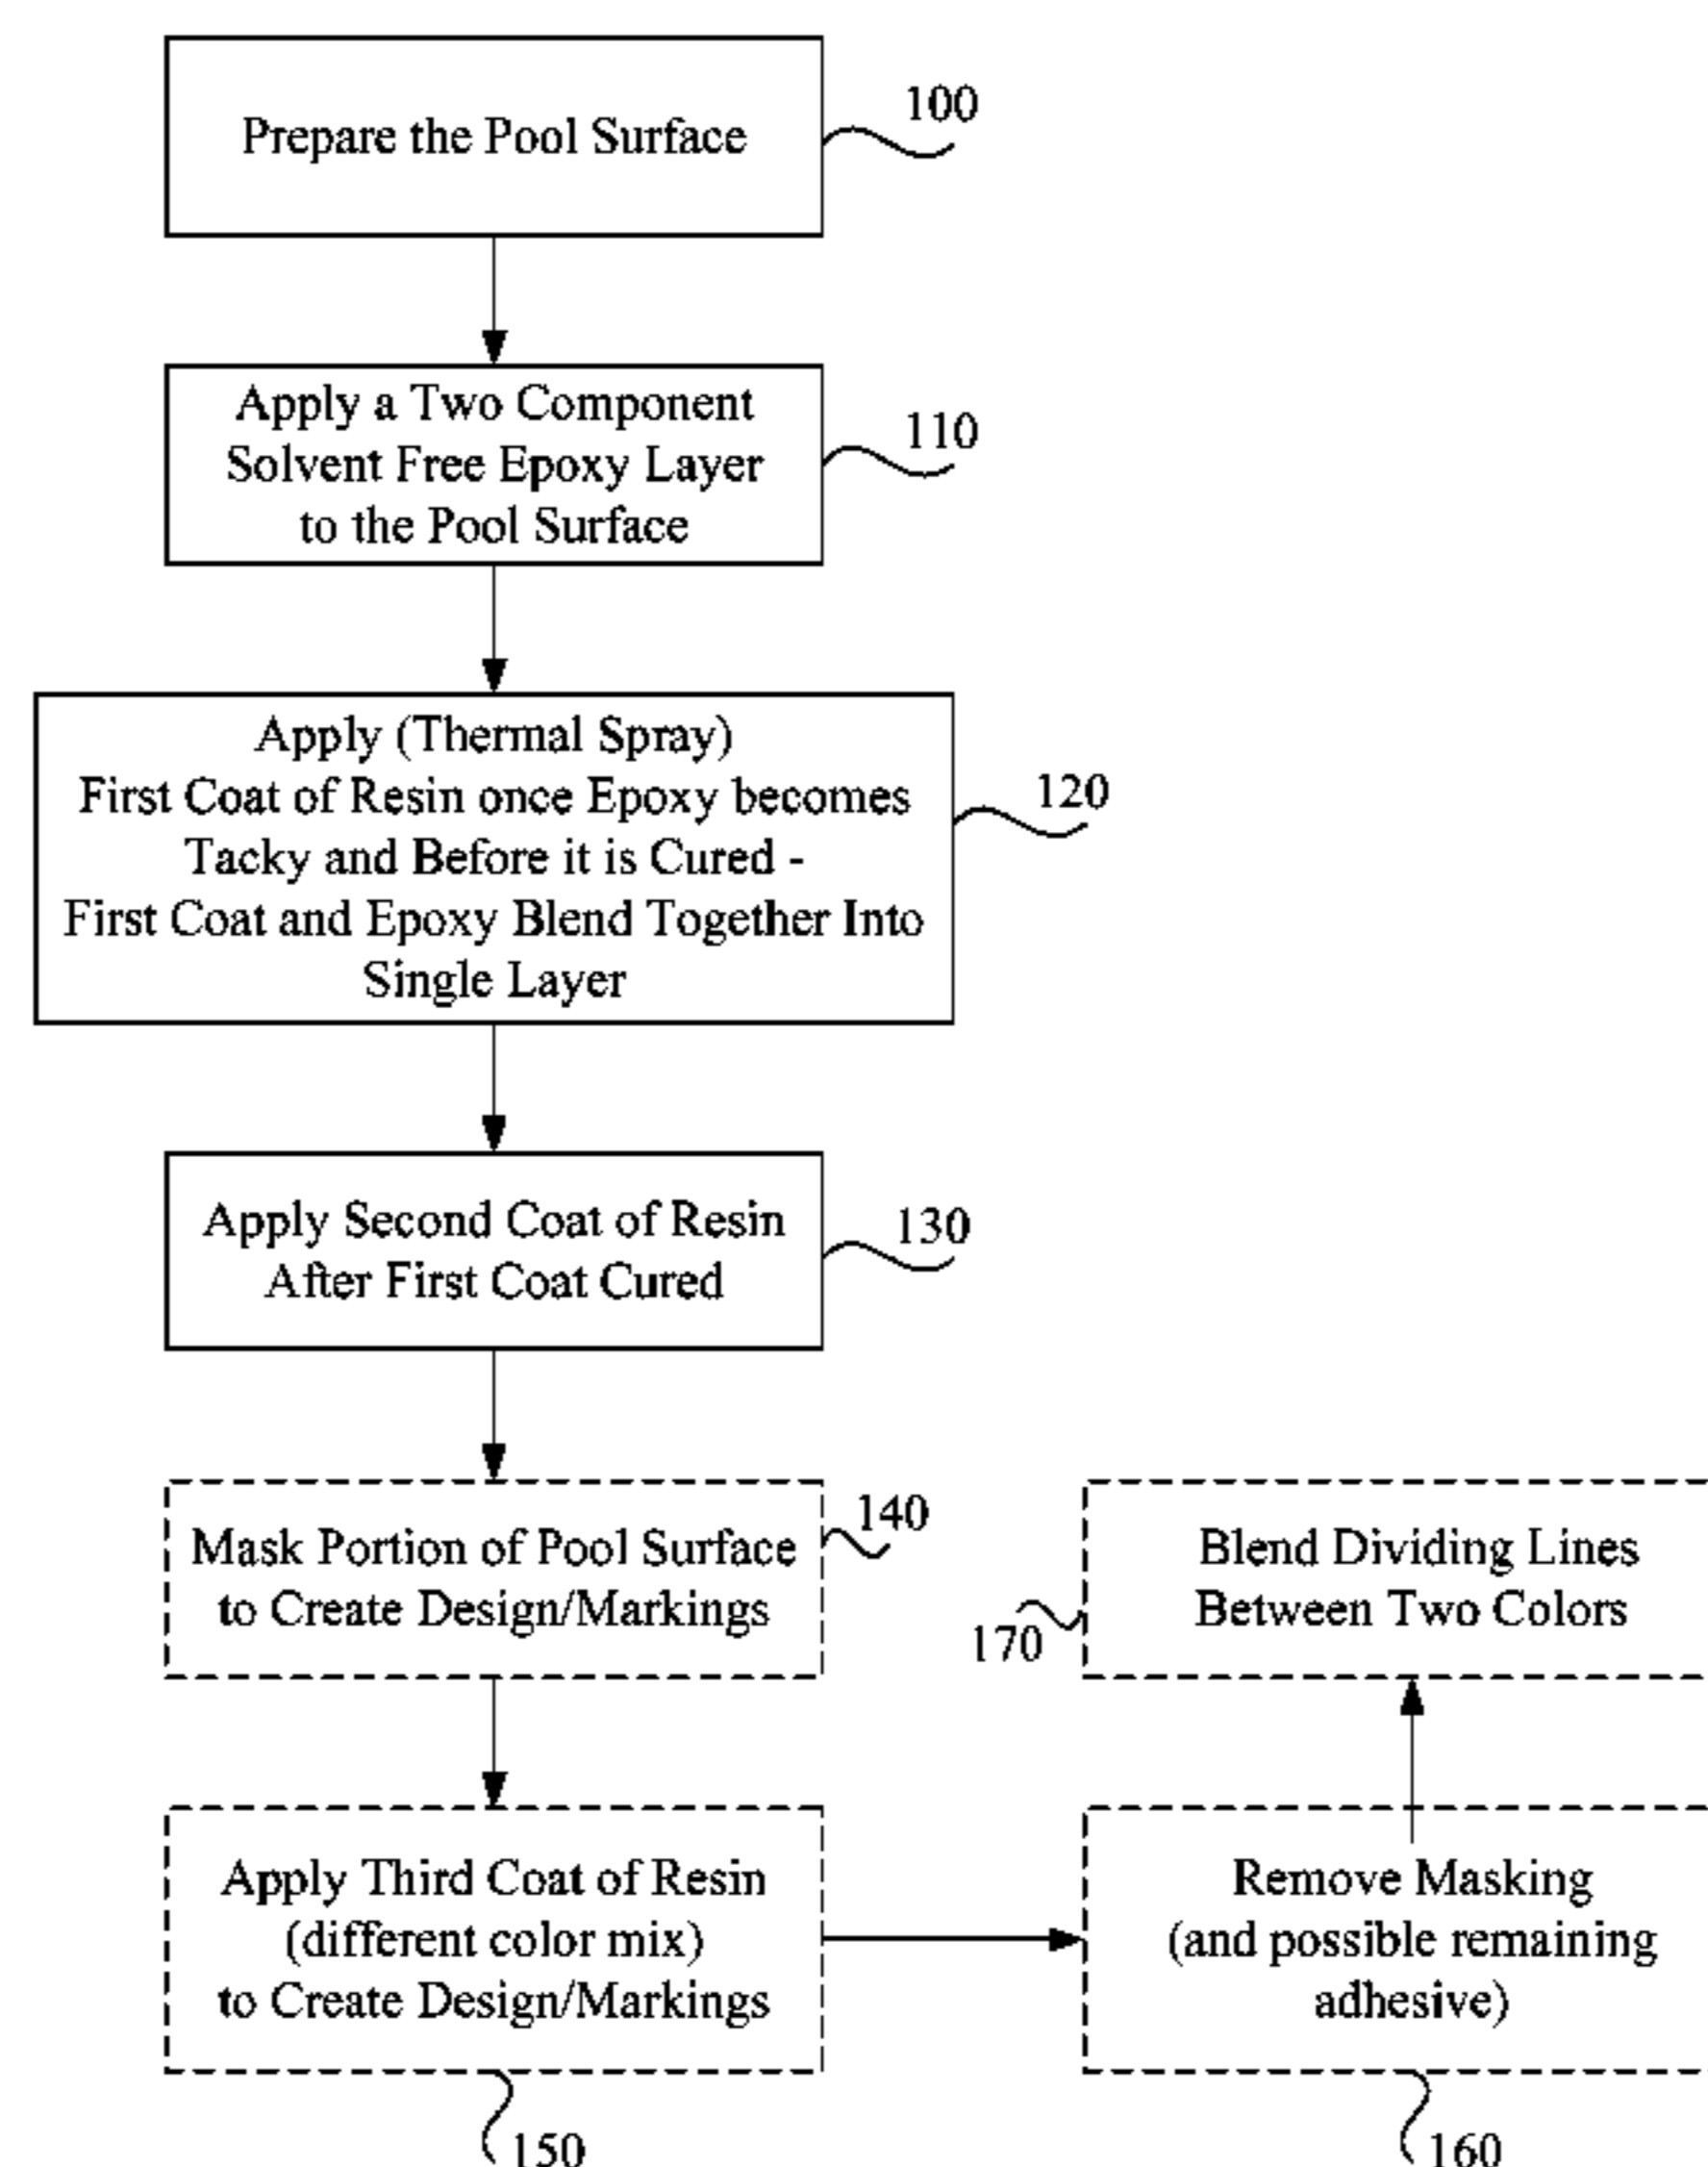 Prepare the Pool Surface
100
Apply a Two Component
Solvent Free Epoxy Layer
to the Pool Surface
110
Apply (Thermal Spray)
First Coat of Resin once Epoxy becomes
Tacky and Before it is Cured -
First Coat and Epoxy Blend Together Into
Single Layer
120
Apply Second Coat of Resin
After First Coat Cured
130
Mask Portion of Pool Surface
to Create Design/Markings
140
Apply Third Coat of Resin
(different color mix)
to Create Design/Markings
150
Remove Masking
(and possible remaining
adhesive)
160
Blend Dividing Lines
Between Two Colors
170